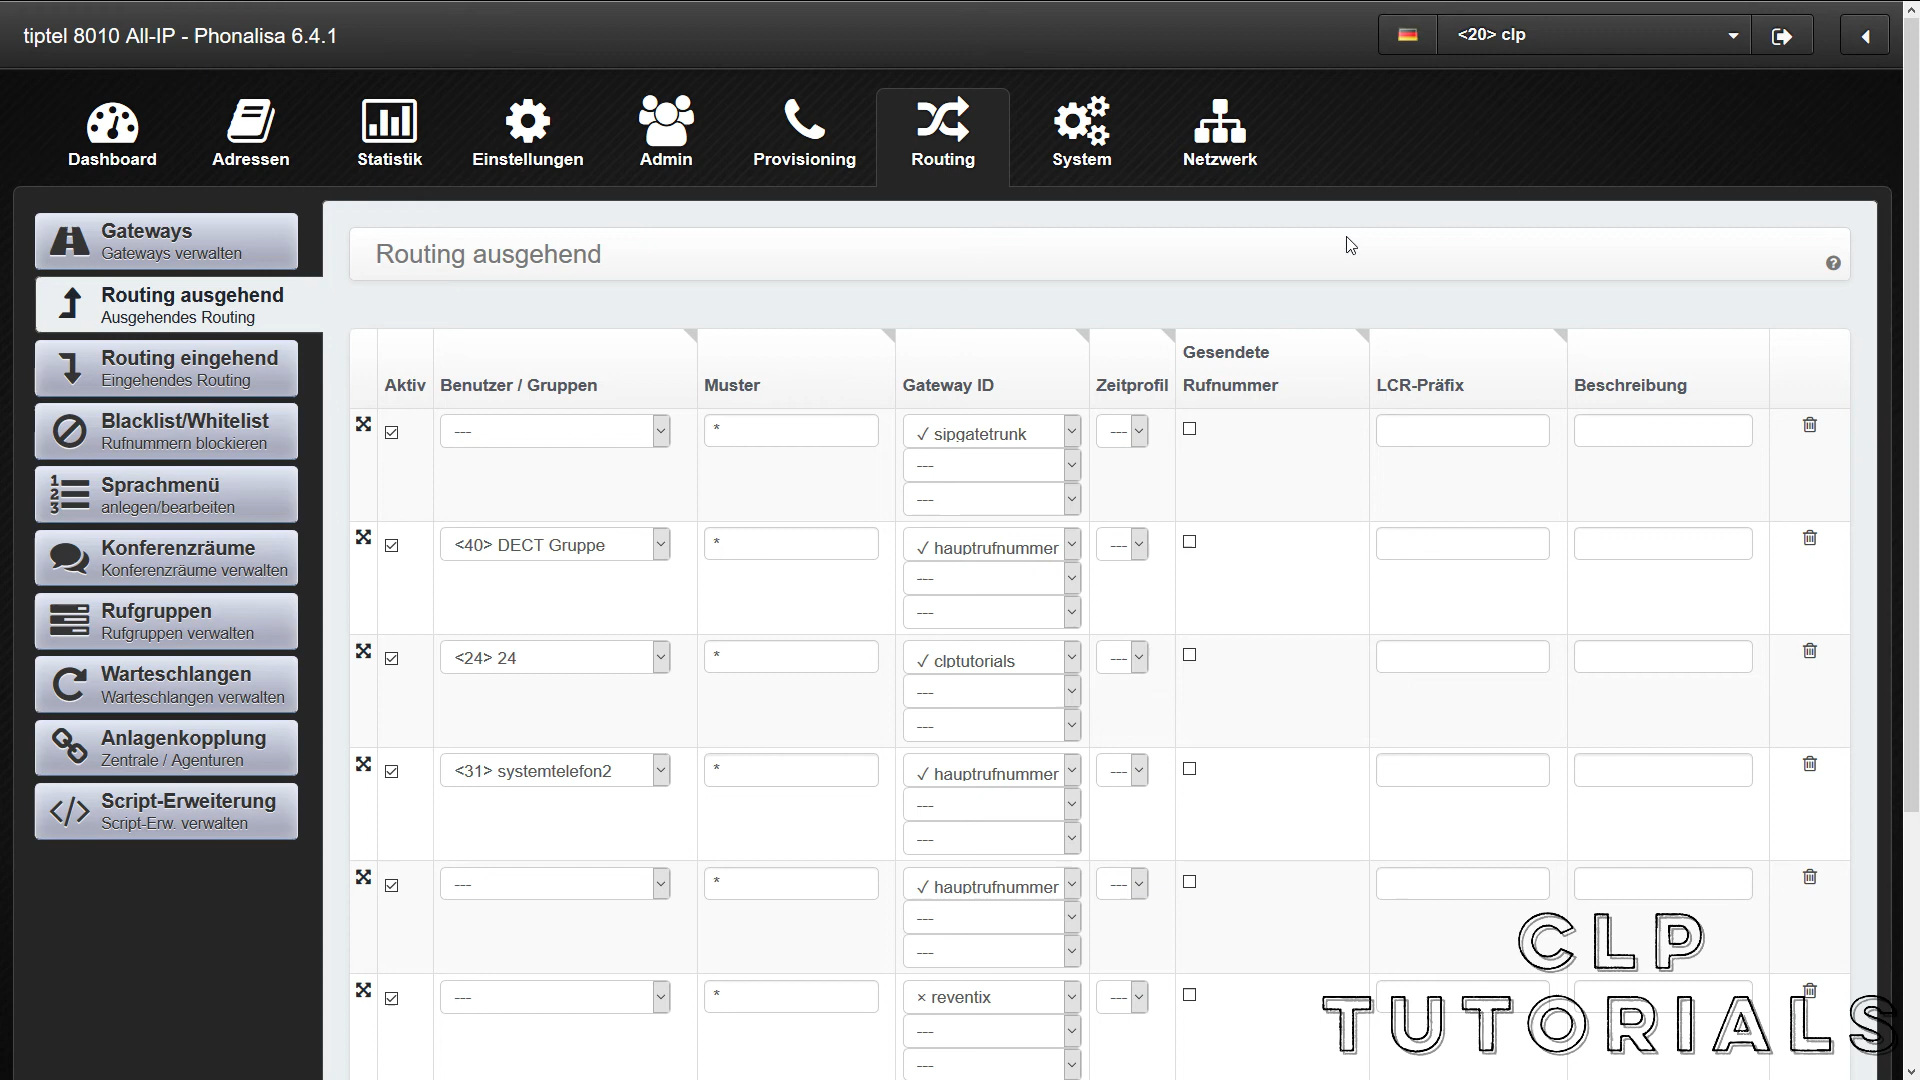 tiptel 8010 All-IP - Phonalisa 6.4.1
<20> clp
Dashboard
Adressen
Statistik
Einstellungen
Admin
Provisioning
Routing
System
Netzwerk
Gateways
Gateways verwalten
Routing ausgehend
Ausgehendes Routing
Routing eingehend
Eingehendes Routing
Blacklist/Whitelist
Rufnummern blockieren
Sprachmenü
anlegen/bearbeiten
Konferenzräume
Konferenzräume verwalten
Rufgruppen
Rufgruppen verwalten
Warteschlangen
Warteschlangen verwalten
Anlagenkopplung
Zentrale / Agenturen
Script-Erweiterung
Script-Erw. verwalten
Routing ausgehend
Aktiv Benutzer / Gruppen Muster Gateway ID Zeitprofil Gesendete Rufnummer LCR-Präfix Beschreibung
--- * ✓ sipgatetrunk ---
---
---
<40> DECT Gruppe * ✓ hauptrufnummer ---
---
---
<24> 24 * ✓ clptutorials ---
---
---
<31> systemtelefon2 * ✓ hauptrufnummer ---
---
---
--- * ✓ hauptrufnummer ---
---
---
--- * × reventix ---
---
---
CLP
TUTORIALS